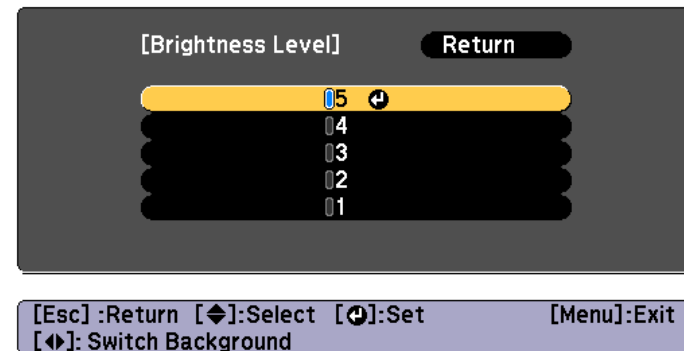 [Brightness Level] Return
5
4
3
2
1
[Esc] :Return [◆]:Select [↵]:Set [Menu]:Exit
[◆]: Switch Background